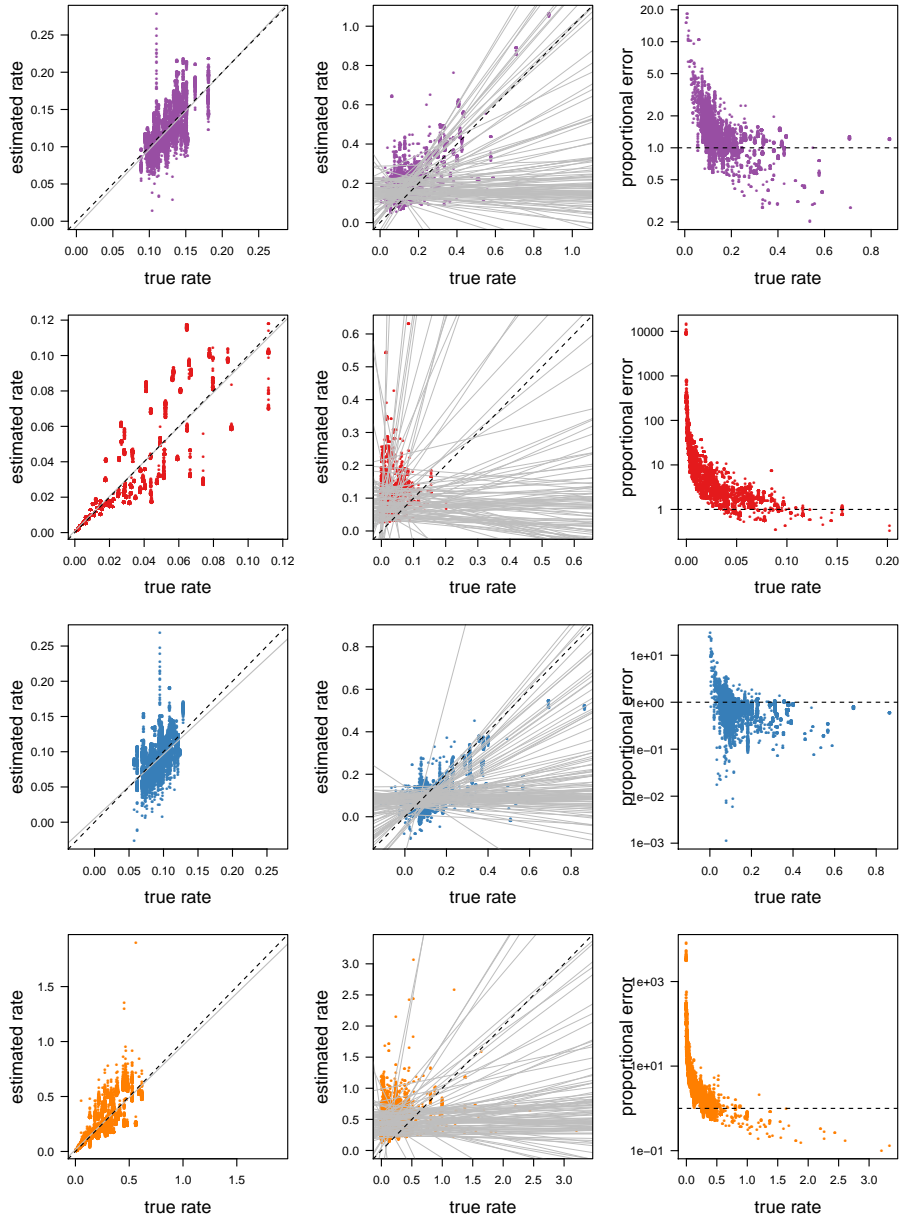 0.00 0.05 0.10 0.15 0.20 0.25
0.00 0.05 0.10 0.15 0.20 0.25
true rate
estimated rate
0.0 0.2 0.4 0.6 0.8 1.0
0.0 0.2 0.4 0.6 0.8 1.0
true rate
estimated rate
0.0 0.2 0.4 0.6 0.8
0.2 0.5 1.0 2.0 5.0 20.0
true rate
proportional error
0.00 0.02 0.04 0.06 0.08 0.10 0.12
0.00 0.02 0.04 0.06 0.08 0.10 0.12
true rate
estimated rate
0.0 0.1 0.2 0.3 0.4 0.5 0.6
0.0 0.1 0.2 0.3 0.4 0.5 0.6
true rate
estimated rate
0.00 0.05 0.10 0.15 0.20
1 10 100 1000 10000
true rate
proportional error
0.00 0.05 0.10 0.15 0.20 0.25
0.00 0.05 0.10 0.15 0.20 0.25
true rate
estimated rate
0.0 0.2 0.4 0.6 0.8
0.0 0.2 0.4 0.6 0.8
true rate
estimated rate
0.0 0.2 0.4 0.6 0.8
1e−03 1e−02 1e−01 1e+00 1e+01
true rate
proportional error
0.0 0.5 1.0 1.5
0.0 0.5 1.0 1.5
true rate
estimated rate
0.0 0.5 1.0 1.5 2.0 2.5 3.0
0.0 0.5 1.0 1.5 2.0 2.5 3.0
true rate
estimated rate
0.0 0.5 1.0 1.5 2.0 2.5 3.0
1e−01 1e+01 1e+03
true rate
proportional error